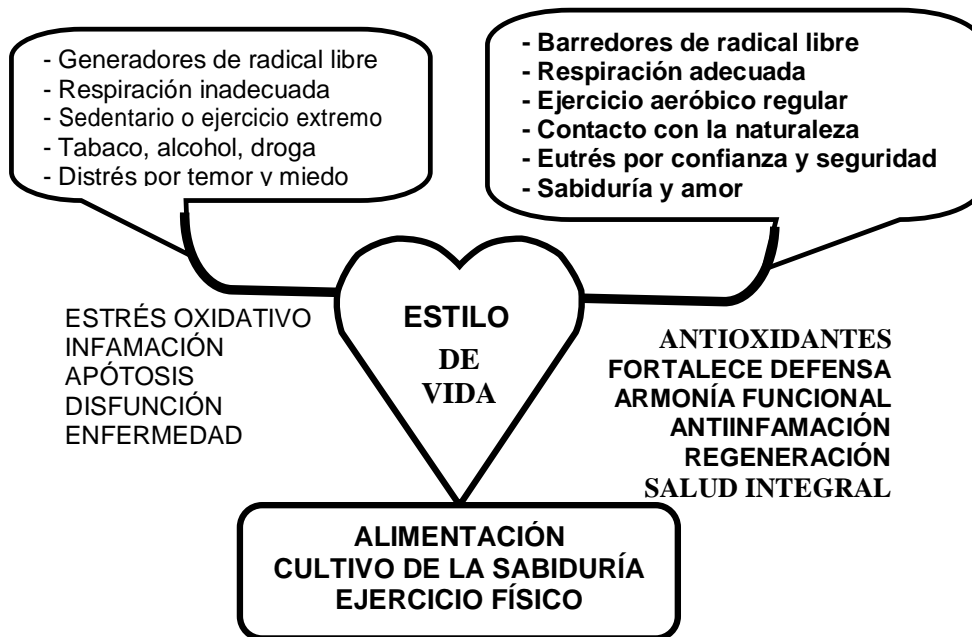 - Generadores de radical libre
- Respiración inadecuada
- Sedentario o ejercicio extremo
- Tabaco, alcohol, droga
- Distrés por temor y miedo
- Barredores de radical libre
- Respiración adecuada
- Ejercicio aeróbico regular
- Contacto con la naturaleza
- Eutrés por confianza y seguridad
- Sabiduría y amor
ESTRÉS OXIDATIVO
INFAMACIÓN
APÓTOSIS
DISFUNCIÓN
ENFERMEDAD
ESTILO
DE
VIDA
ANTIOXIDANTES
FORTALECE DEFENSA
ARMONÍA FUNCIONAL
ANTIINFAMACIÓN
REGENERACIÓN
SALUD INTEGRAL
ALIMENTACIÓN
CULTIVO DE LA SABIDURÍA
EJERCICIO FÍSICO